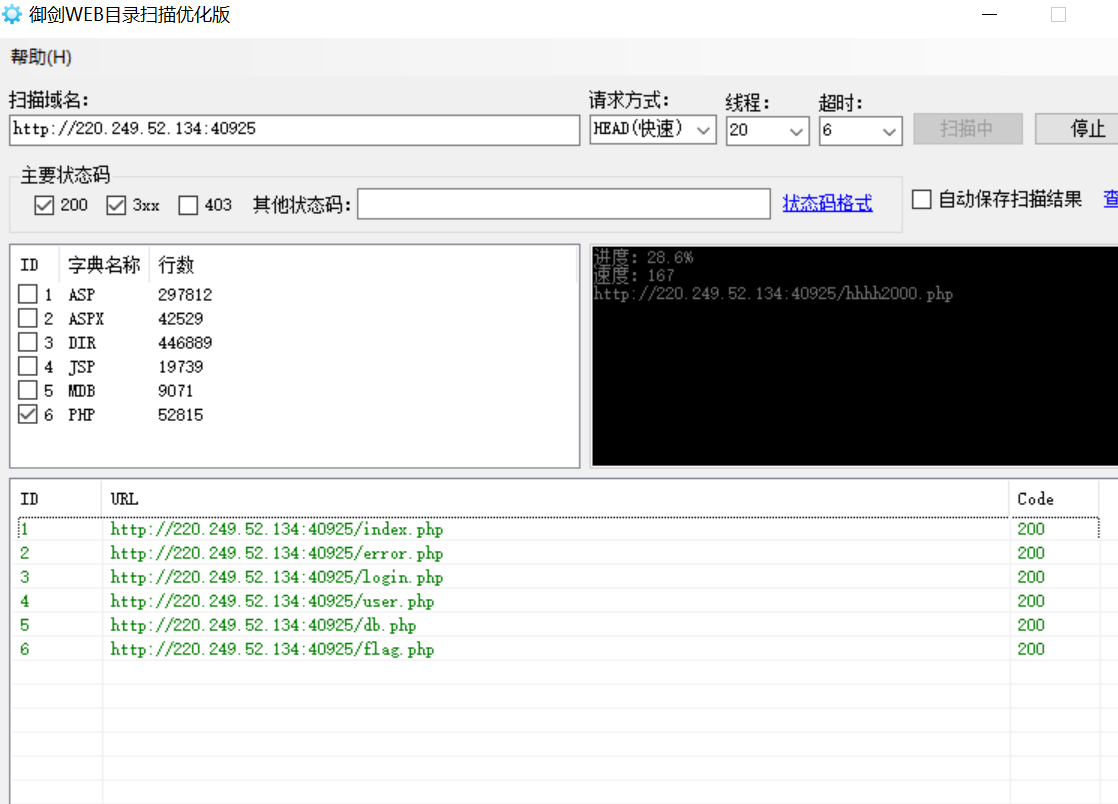 御剑WEB目录扫描优化版
帮助(H)
扫描域名:
请求方式:
线程:
超时:
http://220.249.52.134:40925
HEAD(快速)
20
6
扫描中
停止
主要状态码
200
3xx
403
其他状态码:
状态码格式
自动保存扫描结果
查
ID 字典名称 行数
1 ASP 297812
2 ASPX 42529
3 DIR 446889
4 JSP 19739
5 MDB 9071
6 PHP 52815
进度: 28.6%
速度: 167
http://220.249.52.134:40925/hhhh2000.php
ID URL Code
1 http://220.249.52.134:40925/index.php 200
2 http://220.249.52.134:40925/error.php 200
3 http://220.249.52.134:40925/login.php 200
4 http://220.249.52.134:40925/user.php 200
5 http://220.249.52.134:40925/db.php 200
6 http://220.249.52.134:40925/flag.php 200